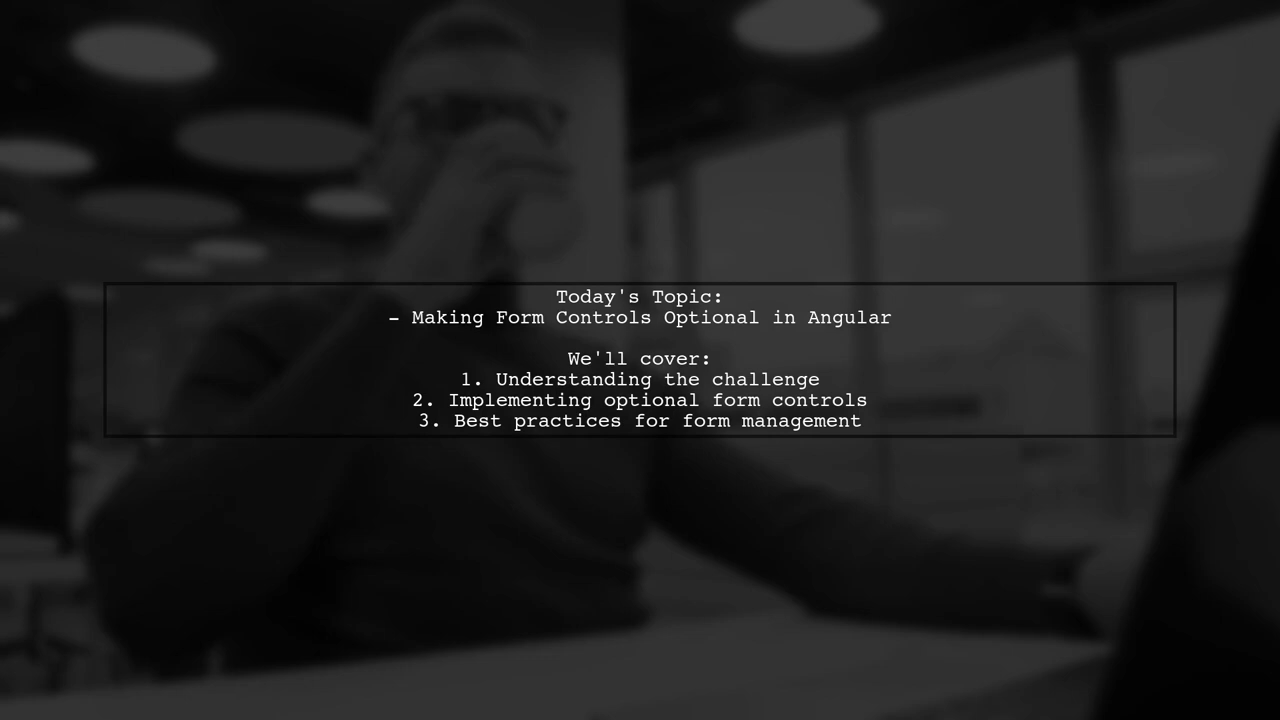 Today's Topic:
- Making Form Controls Optional in Angular
We'll cover:
1. Understanding the challenge
2. Implementing optional form controls
3. Best practices for form management